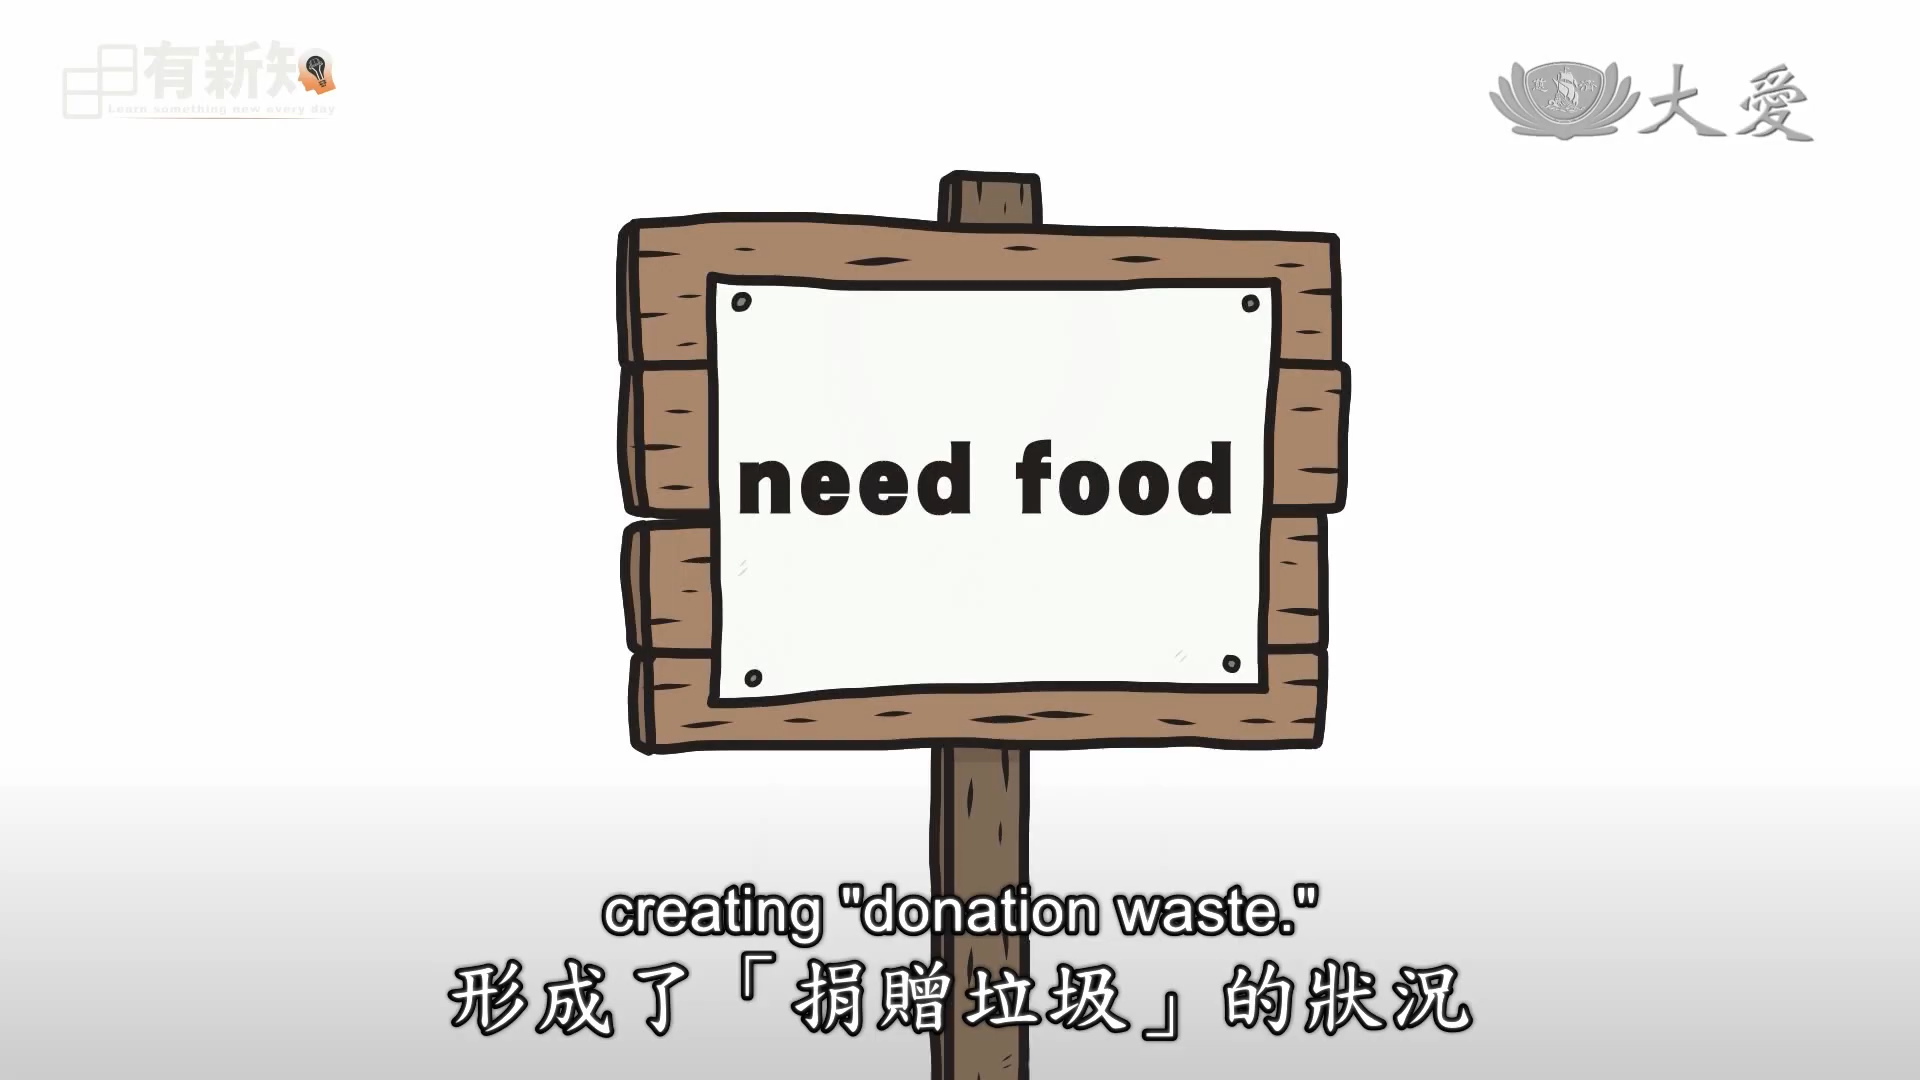 有新知
Learn something new every day
大愛
need food
creating "donation waste."
形成了「捐贈垃圾」的狀況